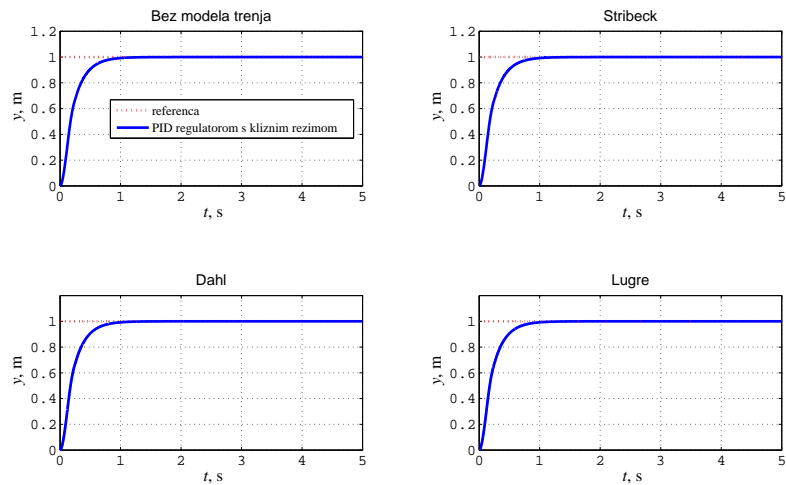 Bez modela trenja
1.2
1
0.8
0.6
0.4
0.2
0
y, m
referenca
PID regulatorom s kliznim rezimom
0 1 2 3 4 5
t, s
Stribeck
1.2
1
0.8
0.6
0.4
0.2
0
y, m
0 1 2 3 4 5
t, s
Dahl
1
0.8
0.6
0.4
0.2
0
y, m
0 1 2 3 4 5
t, s
Lugre
1
0.8
0.6
0.4
0.2
0
y, m
0 1 2 3 4 5
t, s